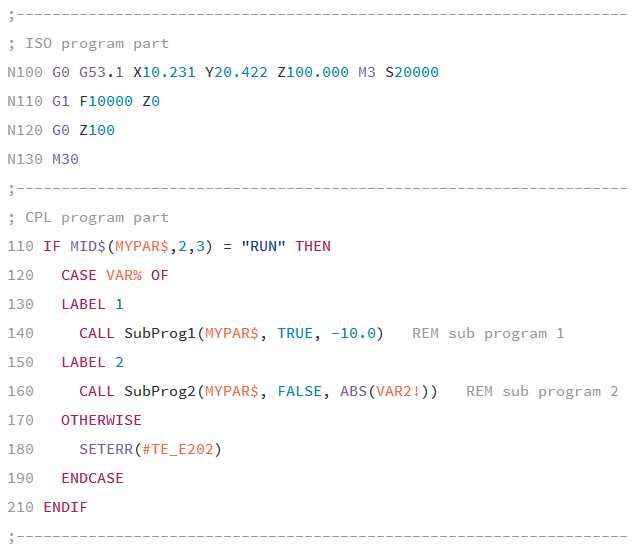 ;--------------------------------------------------------------------
; ISO program part
N100 G0 G53.1 X10.231 Y20.422 Z100.000 M3 S20000
N110 G1 F10000 Z0
N120 G0 Z100
N130 M30
;--------------------------------------------------------------------
; CPL program part
110 IF MID$(MYPAR$,2,3) = "RUN" THEN
120   CASE VAR% OF
130   LABEL 1
140     CALL SubProg1(MYPAR$, TRUE, -10.0)   REM sub program 1
150   LABEL 2
160     CALL SubProg2(MYPAR$, FALSE, ABS(VAR2!))   REM sub program 2
170   OTHERWISE
180     SETERR(#TE_E202)
190   ENDCASE
210 ENDIF
;--------------------------------------------------------------------